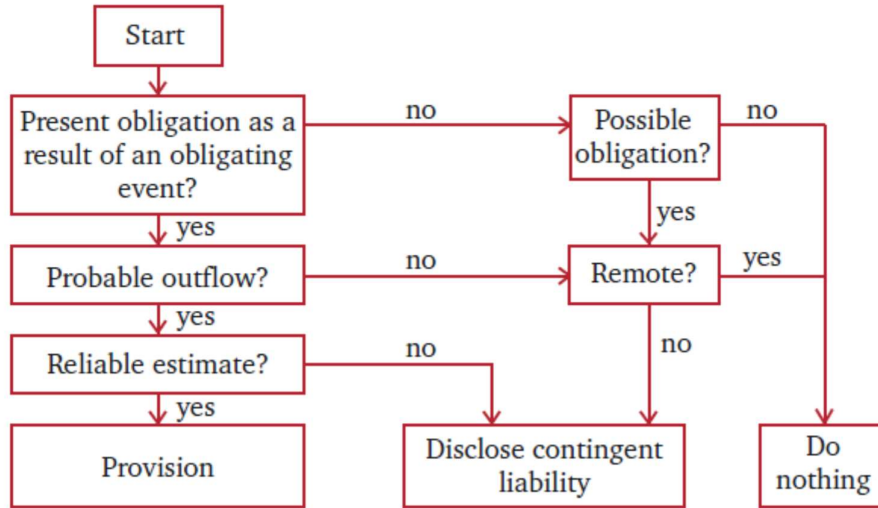 Start
Present obligation as a
result of an obligating
event?
no
Possible
obligation?
no
yes
yes
Probable outflow?
no
Remote?
yes
yes
Reliable estimate?
no
no
yes
Provision
Disclose contingent
liability
Do
nothing